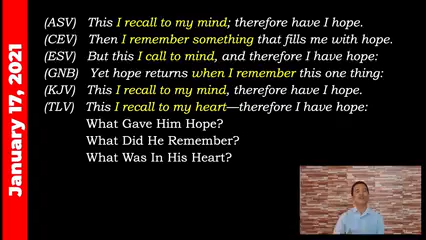 January 17, 2021
(ASV) This I recall to my mind; therefore have I hope.
(CEV) Then I remember something that fills me with hope.
(ESV) But this I call to mind, and therefore I have hope:
(GNB) Yet hope returns when I remember this one thing:
(KJV) This I recall to my mind, therefore have I hope.
(TLV) This I recall to my heart—therefore I have hope:
What Gave Him Hope?
What Did He Remember?
What Was In His Heart?